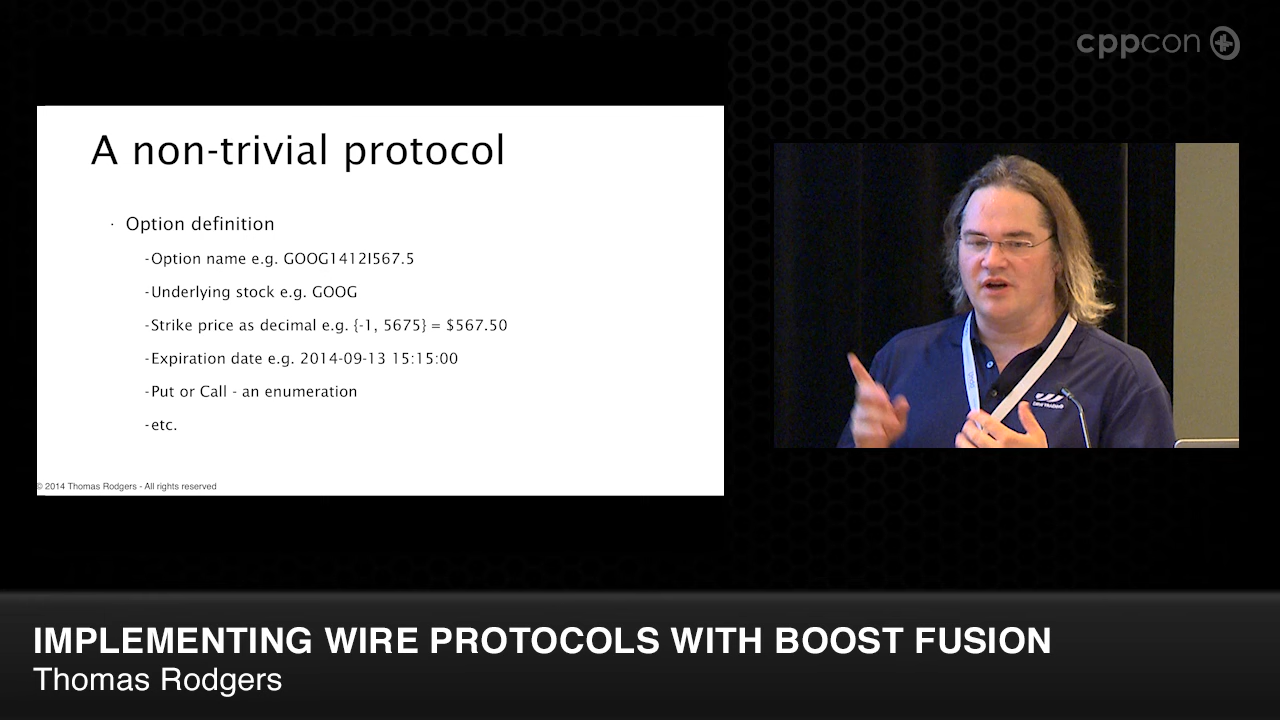 cppcon
A non-trivial protocol
· Option definition
-Option name e.g. GOOG1412I567.5
-Underlying stock e.g. GOOG
-Strike price as decimal e.g. {-1, 5675} = $567.50
-Expiration date e.g. 2014-09-13 15:15:00
-Put or Call - an enumeration
-etc.
© 2014 Thomas Rodgers - All rights reserved
IMPLEMENTING WIRE PROTOCOLS WITH BOOST FUSION
Thomas Rodgers